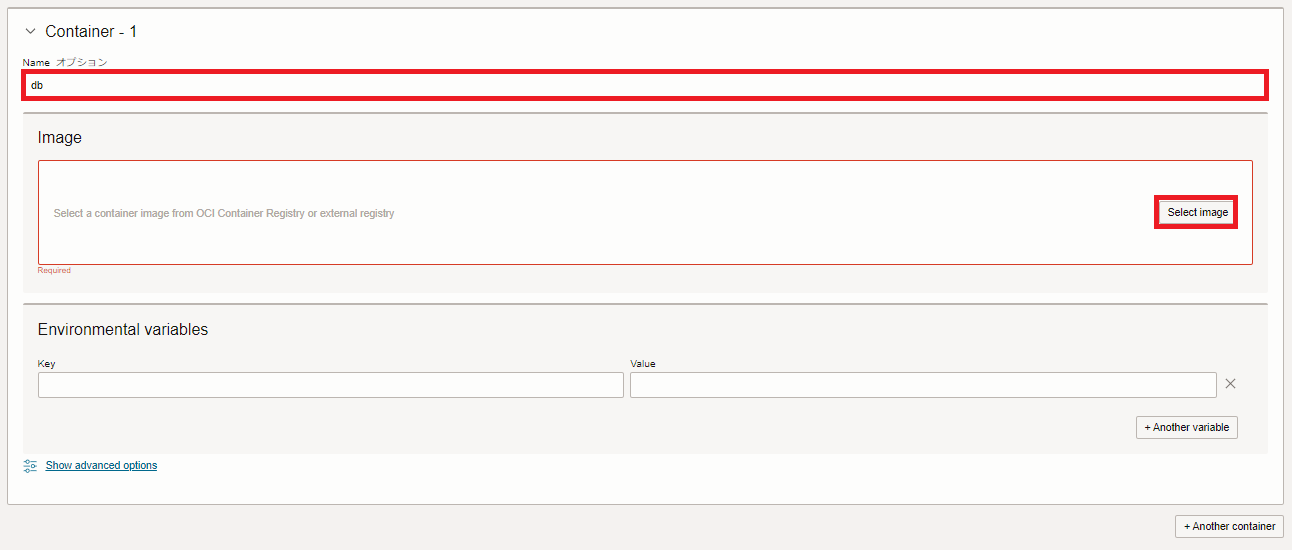 Container - 1
Name オプション
db
Image
Select a container image from OCI Container Registry or external registry
Select image
Required
Environmental variables
Key Value
+ Another variable
Show advanced options
+ Another container